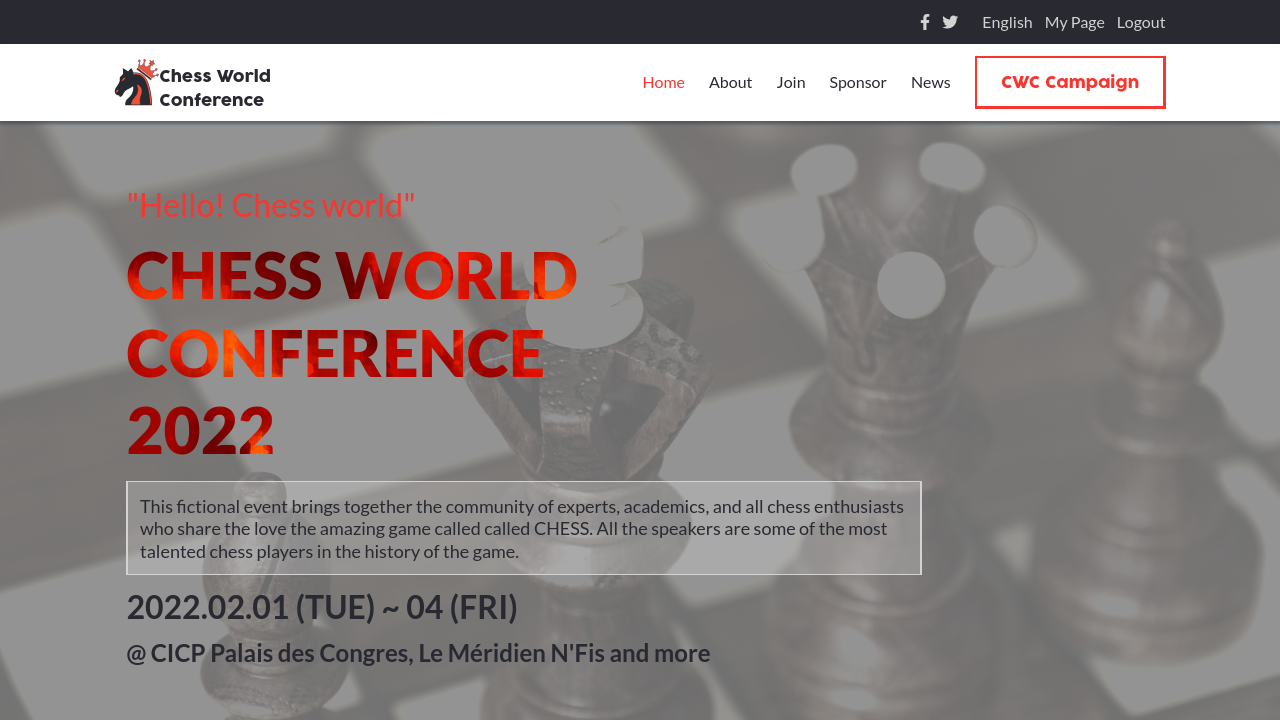 English My Page Logout
Chess World
Conference
Home About Join Sponsor News CWC Campaign
"Hello! Chess world"
CHESS WORLD
CONFERENCE
2022
This fictional event brings together the community of experts, academics, and all chess enthusiasts
who share the love the amazing game called called CHESS. All the speakers are some of the most
talented chess players in the history of the game.
2022.02.01 (TUE) ~ 04 (FRI)
@ CICP Palais des Congres, Le Méridien N'Fis and more